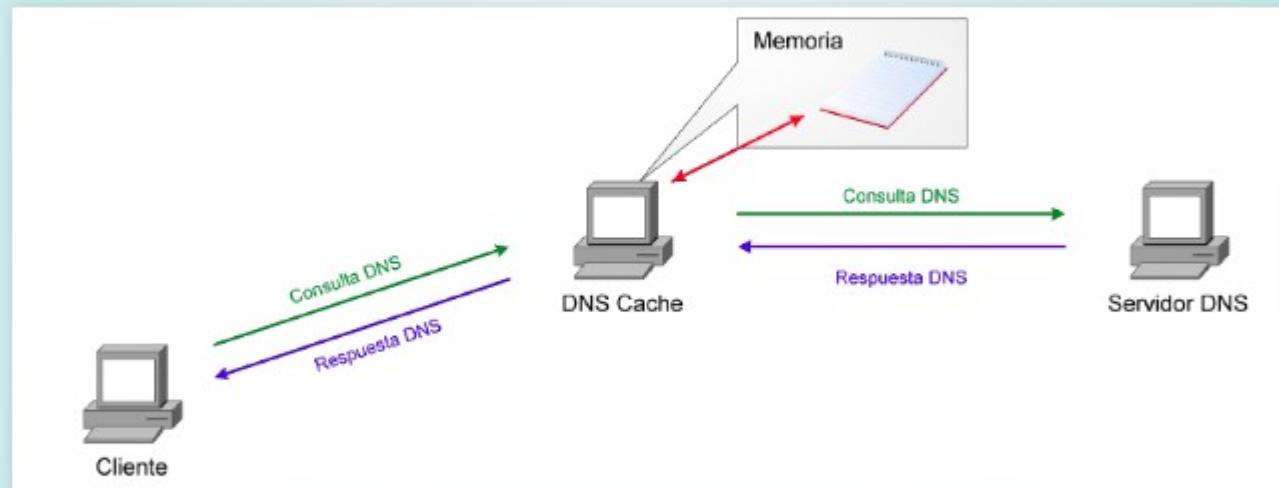 Memoria
Consulta DNS
Respuesta DNS
DNS Cache
Servidor DNS
Consulta DNS
Respuesta DNS
Cliente